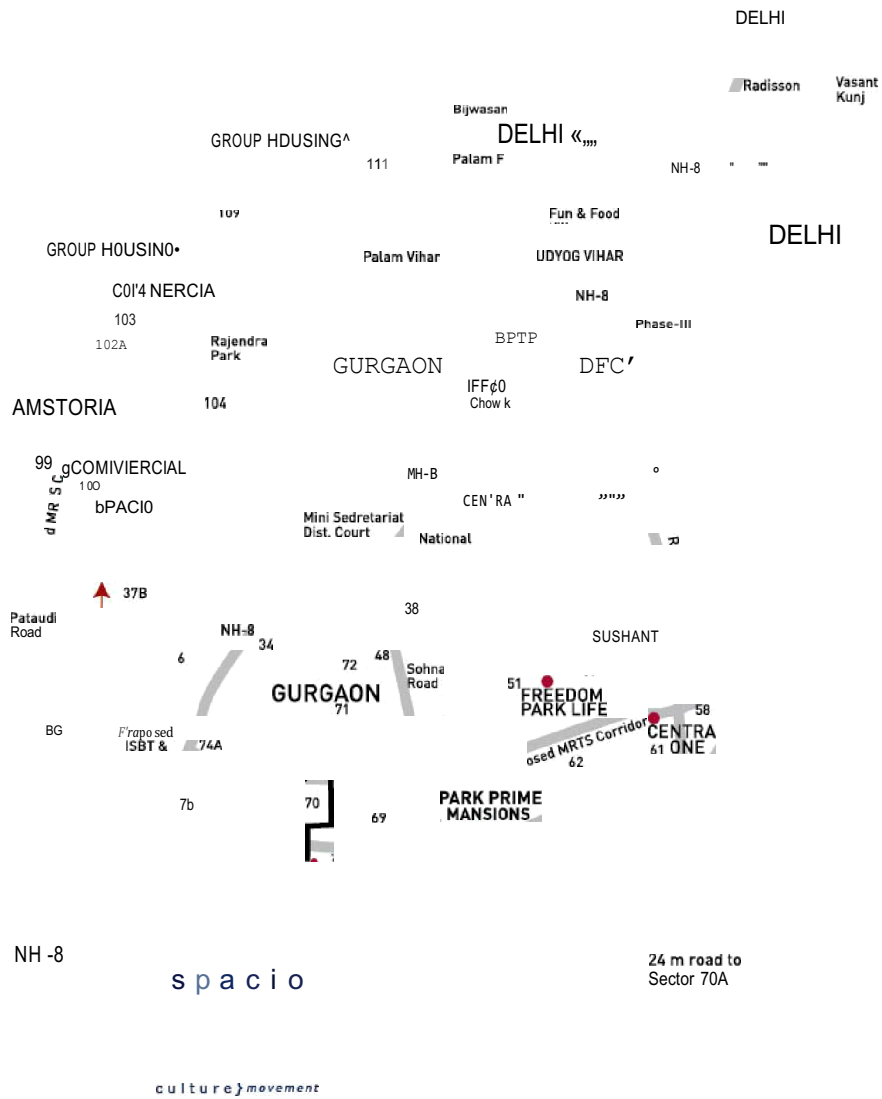 DELHI
Radisson
Vasant
Kunj
Bijwasan
GROUP HDUSING^
DELHI «„„
111
Palam F
NH-8 " ""
109
Fun & Food
DELHI
GROUP H0USIN0•
Palam Vihar
UDYOG VIHAR
C0I'4 NERCIA
NH-8
103
Phase-III
102A
Rajendra
Park
BPTP
GURGAON
DFC'
IFF¢0
Chow k
AMSTORIA
104
99
gCOMIVIERCIAL
10O
d MR S C
bPACI0
MH-B
°
CEN'RA "
”"”
Mini Sedretariat
Dist. Court
National
R
37B
Pataudi
Road
38
NH-8
34
SUSHANT
6
72
48
Sohna
Road
GURGAON
71
51
FREEDOM
PARK LIFE
58
BG
F'rapo sed
ISBT &
74A
osed MRTS Corridor
CENTRA
61 ONE
62
7b
70
69
PARK PRIME
MANSIONS
NH -8
spacio
24 m road to
Sector 70A
culture}movement